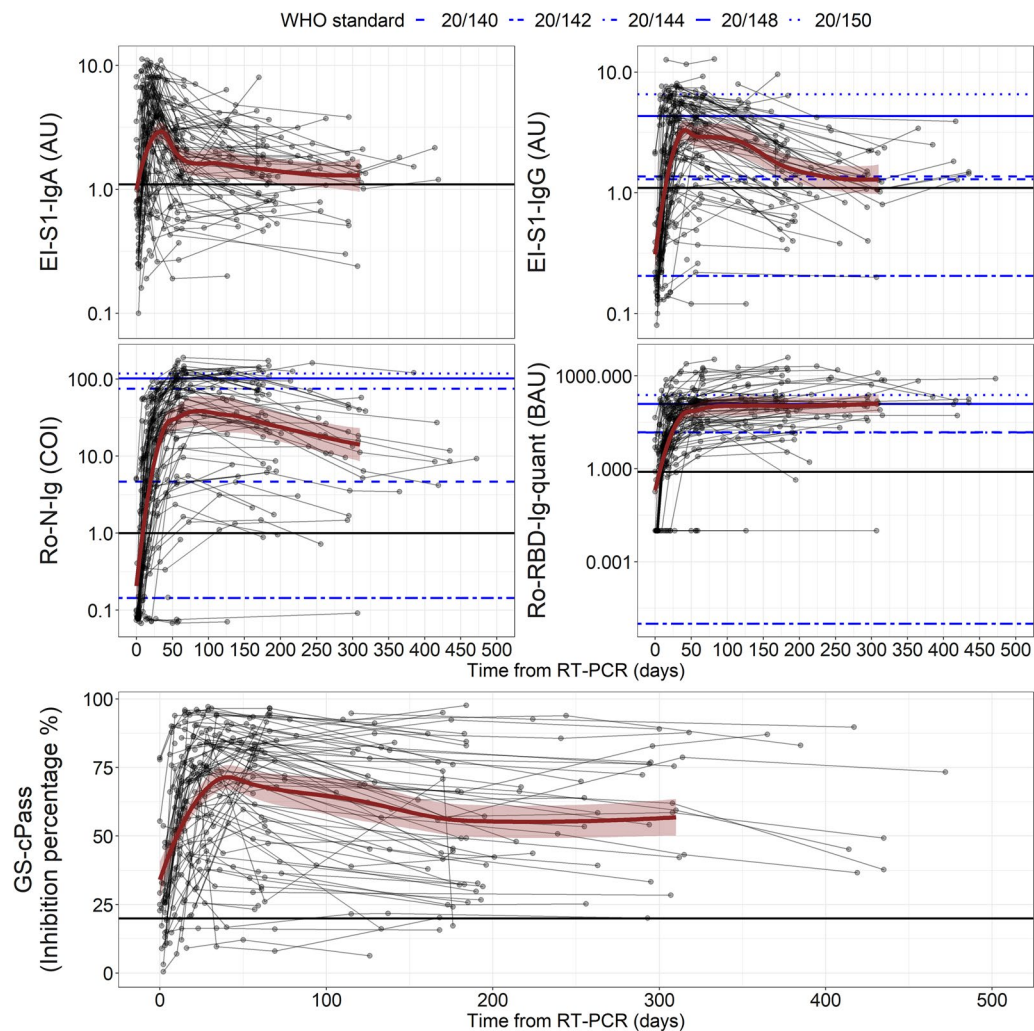 WHO standard 20/140 20/142 20/144 20/148 20/150
EI-S1-IgA (AU)
10.0
1.0
0.1
EI-S1-IgG (AU)
10.0
1.0
0.1
Ro-N-Ig (COI)
100.0
10.0
1.0
0.1
0 50 100 150 200 250 300 350 400 450 500
Time from RT-PCR (days)
Ro-RBD-Ig-quant (BAU)
1000.000
1.000
0.001
0 50 100 150 200 250 300 350 400 450 500
Time from RT-PCR (days)
GS-cPass
(Inhibition percentage %)
100
75
50
25
0
0 100 200 300 400 500
Time from RT-PCR (days)